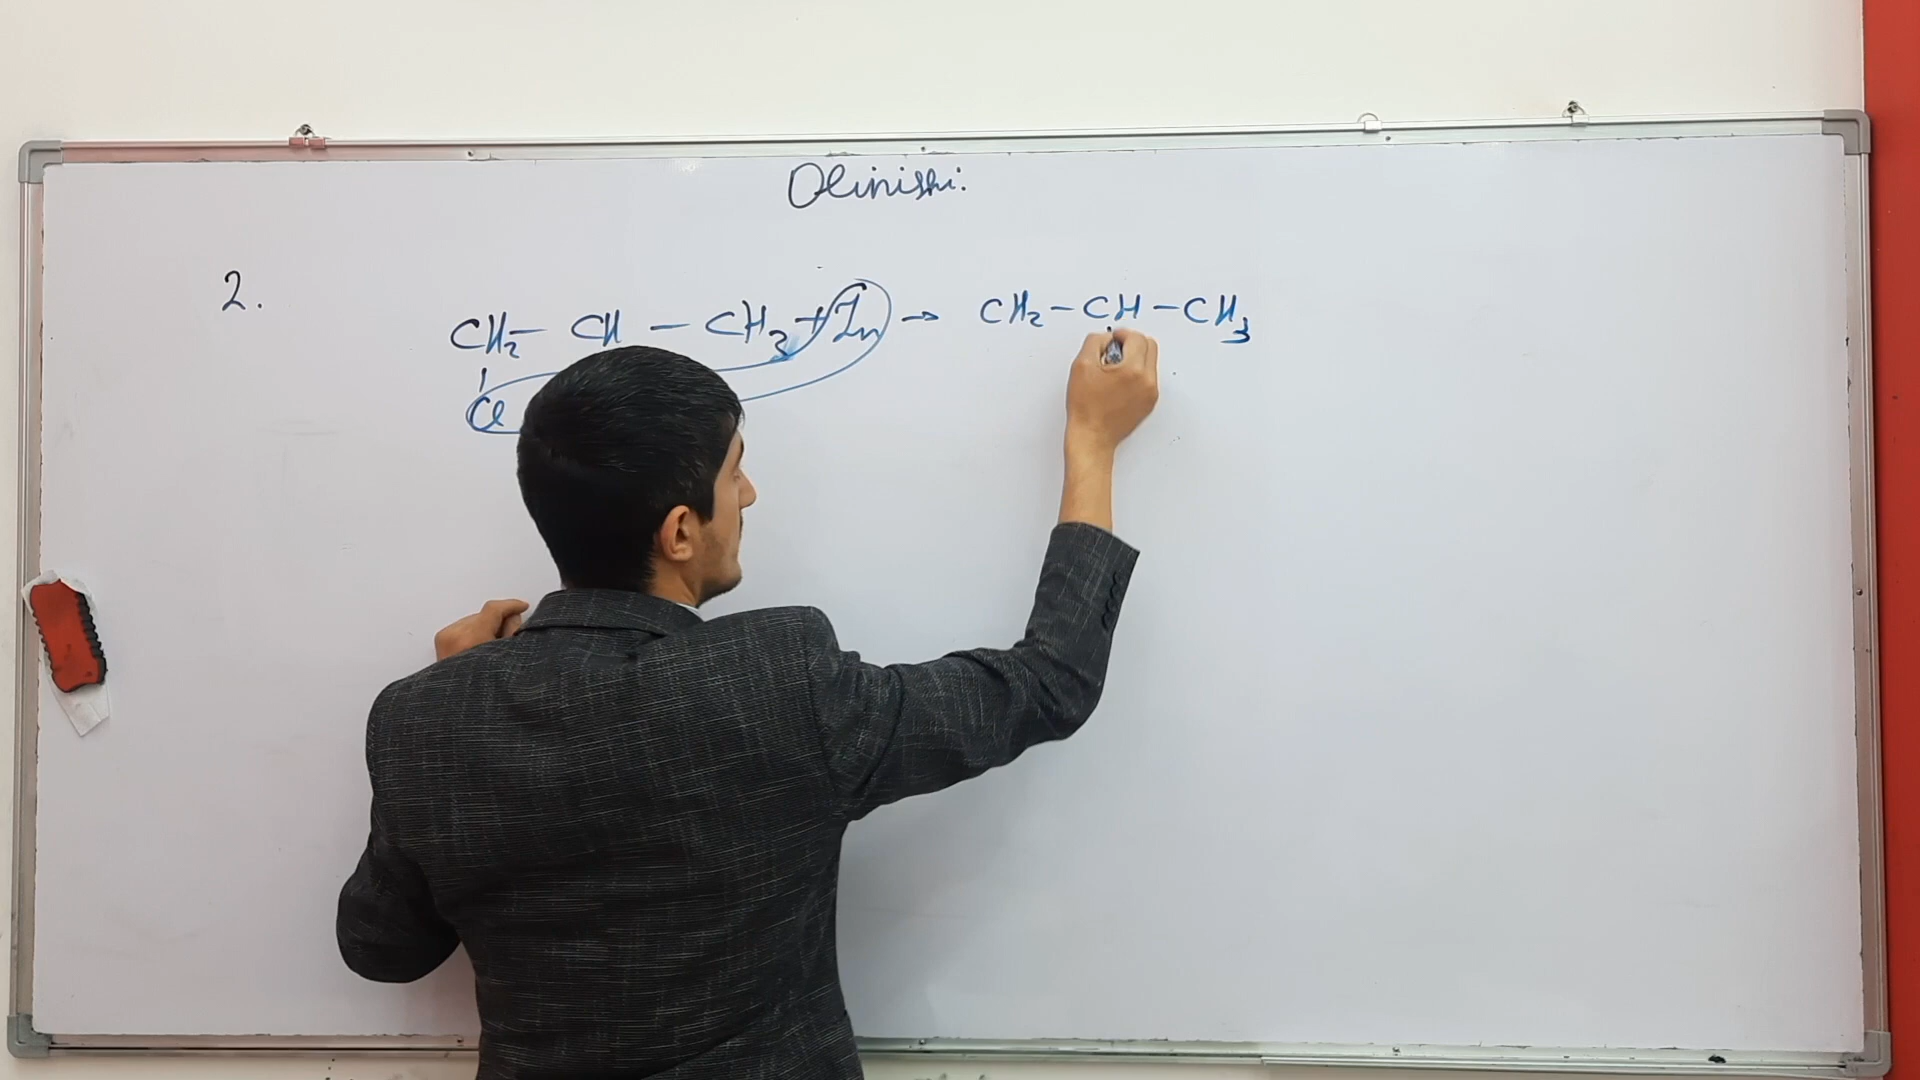 Olinishi:
2. CH2 - CH - CH3 + Zn → CH2 - CH - CH3
Cl